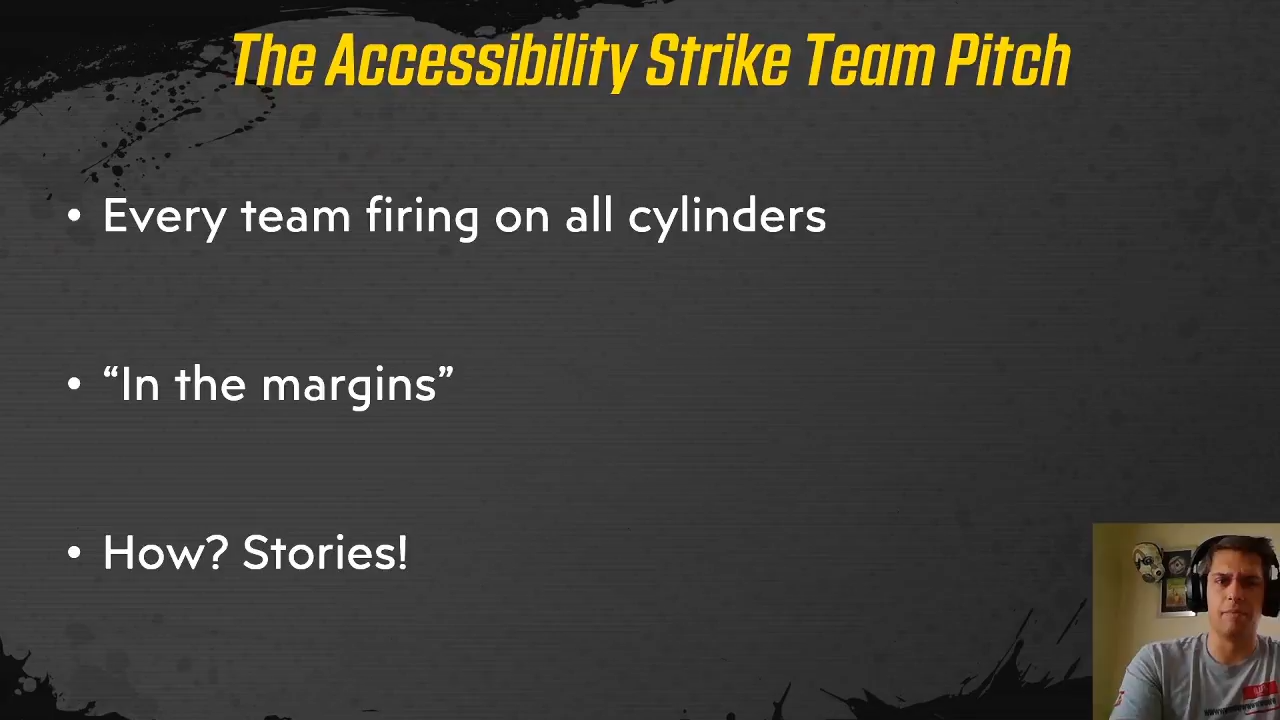 The Accessibility Strike Team Pitch
• Every team firing on all cylinders
• “In the margins”
• How? Stories!